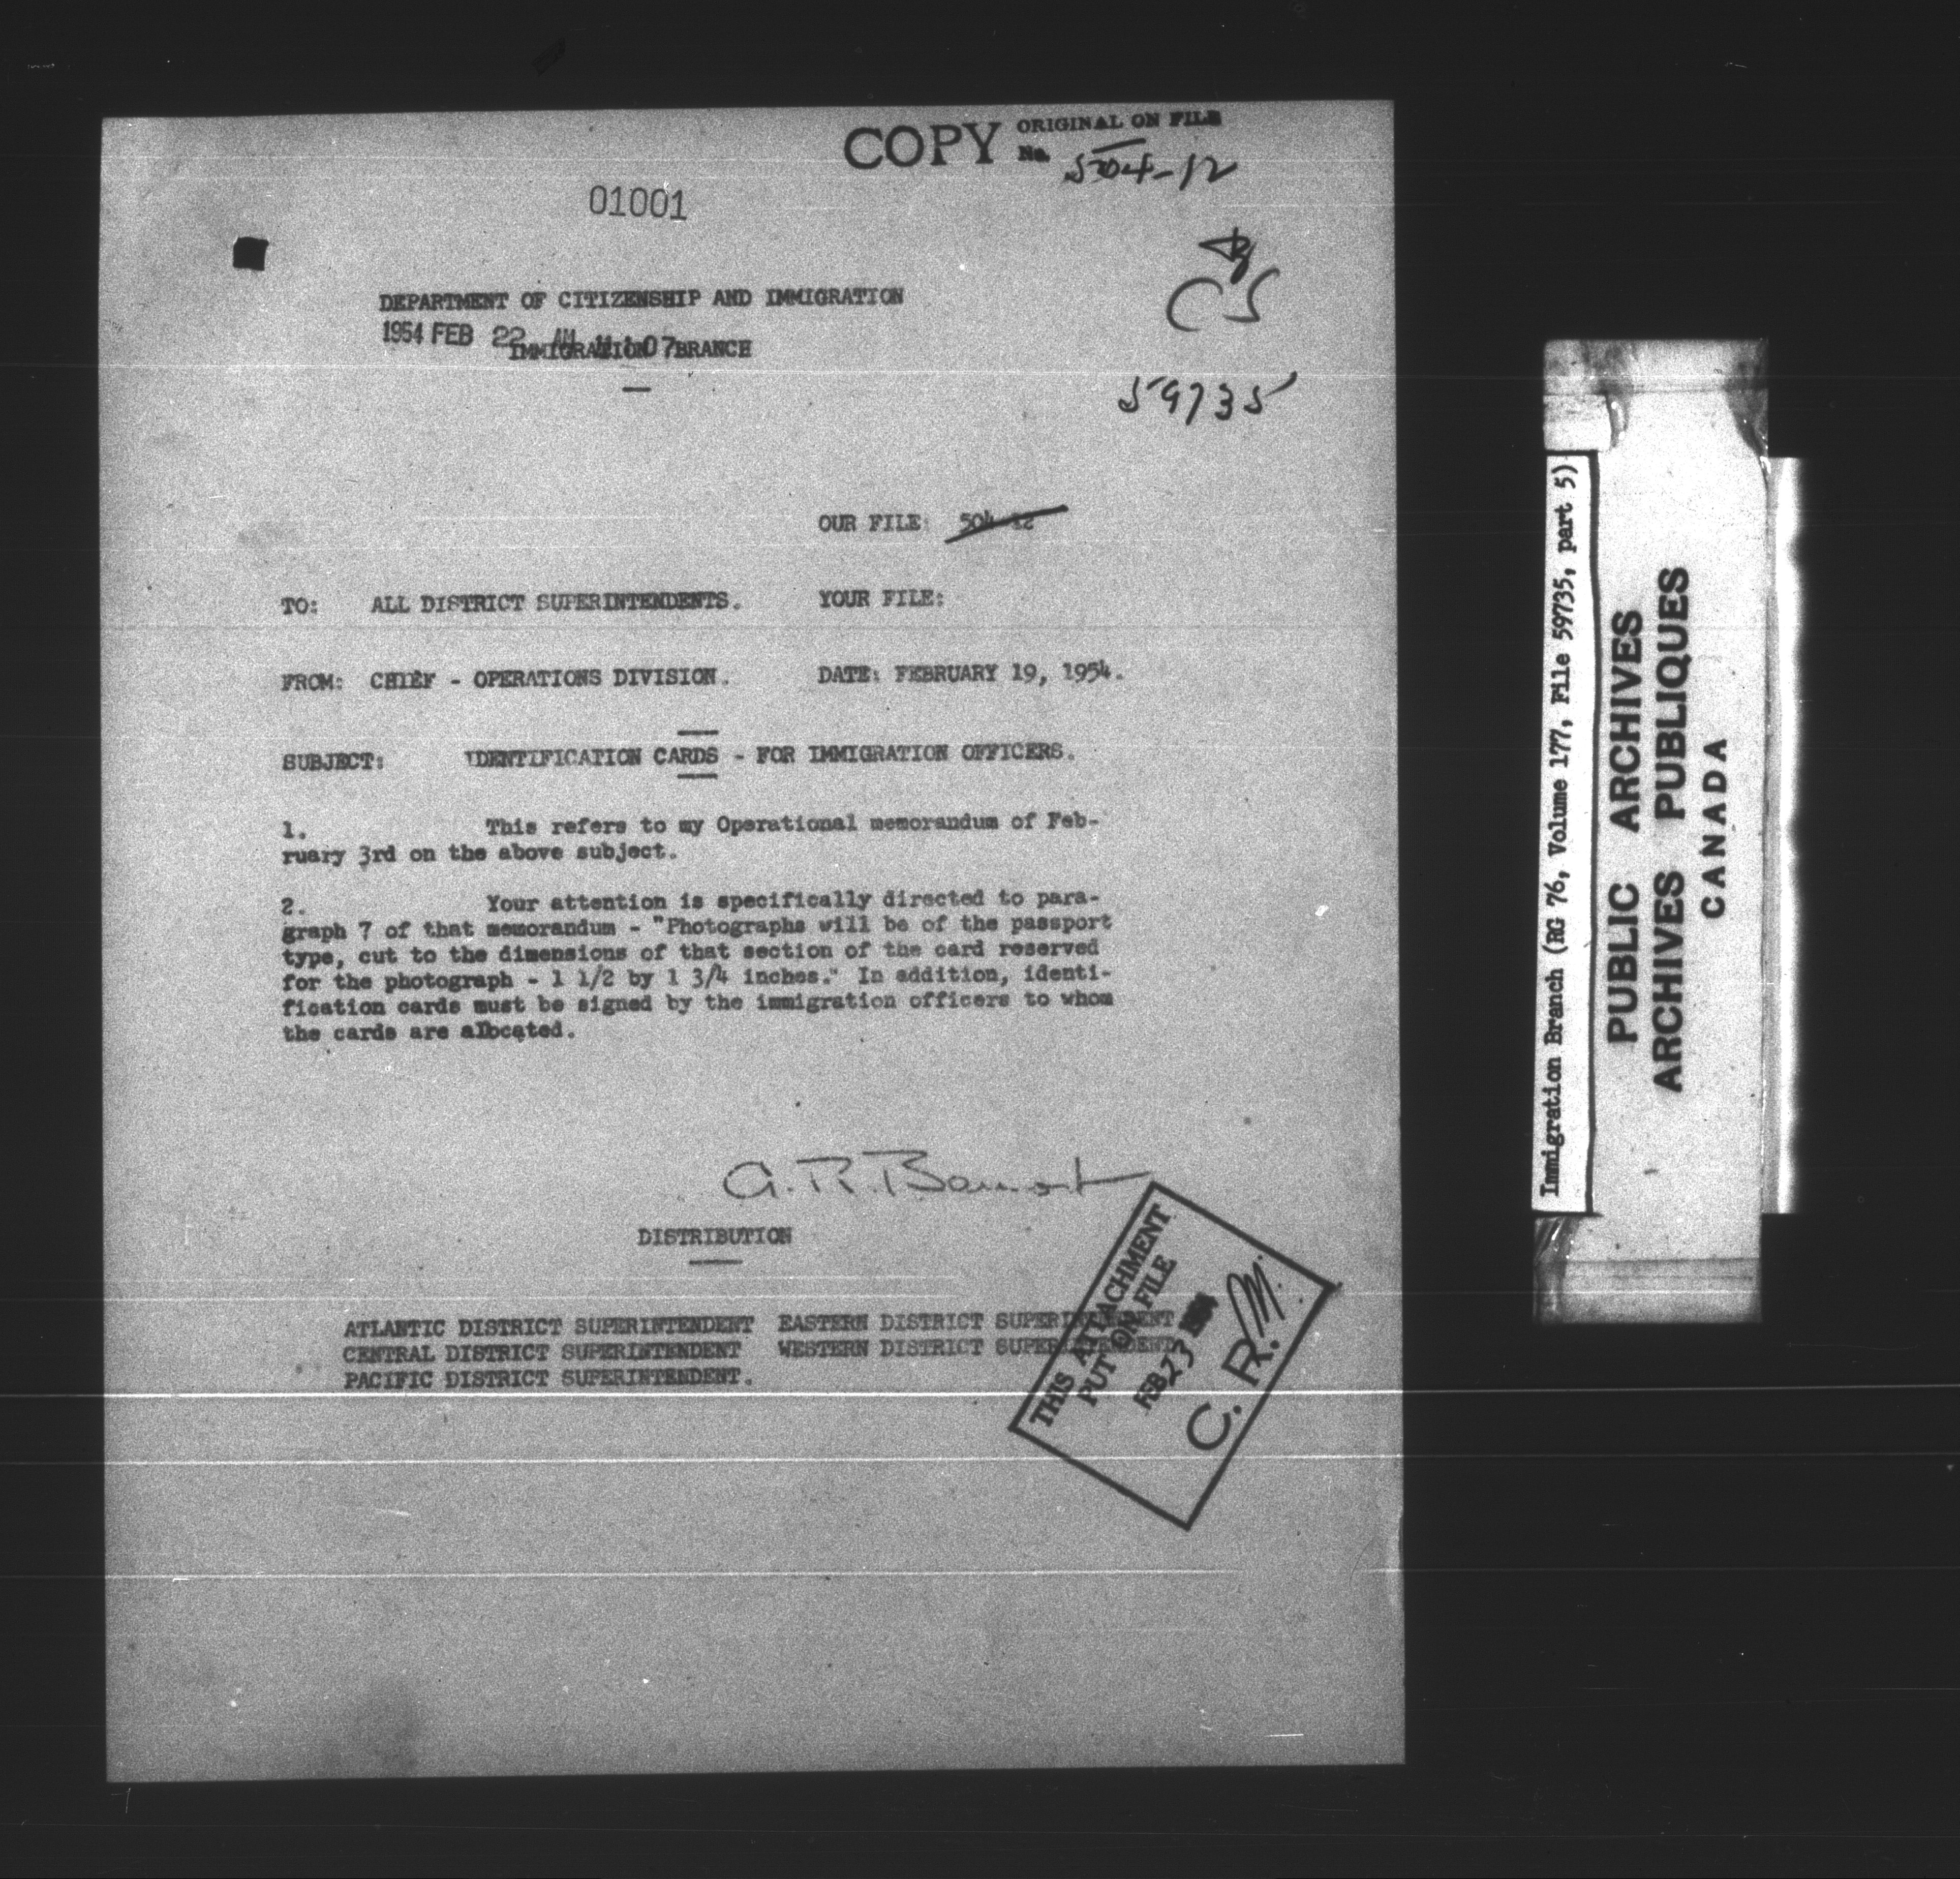 COPY ORIGINAL ON FILE
No. 504-12
01001
CS
DEPARTMENT OF CITIZENSHIP AND IMMIGRATION
1954 FEB 22 AM 07
IMMIGRATION BRANCH
59735
OUR FILE: 504-12
TO: ALL DISTRICT SUPERINTENDENTS. YOUR FILE:
FROM: CHIEF - OPERATIONS DIVISION. DATE: FEBRUARY 19, 1954.
SUBJECT: IDENTIFICATION CARDS - FOR IMMIGRATION OFFICERS.
1. This refers to my Operational memorandum of Feb-
ruary 3rd on the above subject.
2. Your attention is specifically directed to para-
graph 7 of that memorandum - "Photographs will be of the passport
type, cut to the dimensions of that section of the card reserved
for the photograph - 1 1/2 by 1 3/4 inches." In addition, identi-
fication cards must be signed by the immigration officers to whom
the cards are allocated.
DISTRIBUTION
ATLANTIC DISTRICT SUPERINTENDENT EASTERN DISTRICT SUPERINTENDENT
CENTRAL DISTRICT SUPERINTENDENT WESTERN DISTRICT SUPERINTENDENT
PACIFIC DISTRICT SUPERINTENDENT.
THIS ATTACHMENT
PUT ON FILE
FEB 23 1954
C. R. M.
Immigration Branch (RG 76, Volume 177, File 59735, part 5)
PUBLIC ARCHIVES
ARCHIVES PUBLIQUES
CANADA